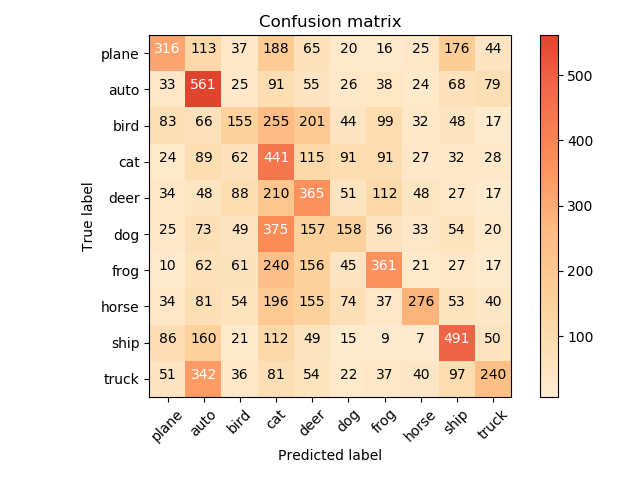 Confusion matrix
True label
plane 316 113 37 188 65 20 16 25 176 44
auto 33 561 25 91 55 26 38 24 68 79
bird 83 66 155 255 201 44 99 32 48 17
cat 24 89 62 441 115 91 91 27 32 28
deer 34 48 88 210 365 51 112 48 27 17
dog 25 73 49 375 157 158 56 33 54 20
frog 10 62 61 240 156 45 361 21 27 17
horse 34 81 54 196 155 74 37 276 53 40
ship 86 160 21 112 49 15 9 7 491 50
truck 51 342 36 81 54 22 37 40 97 240
plane auto bird cat deer dog frog horse ship truck
Predicted label
500
400
300
200
100